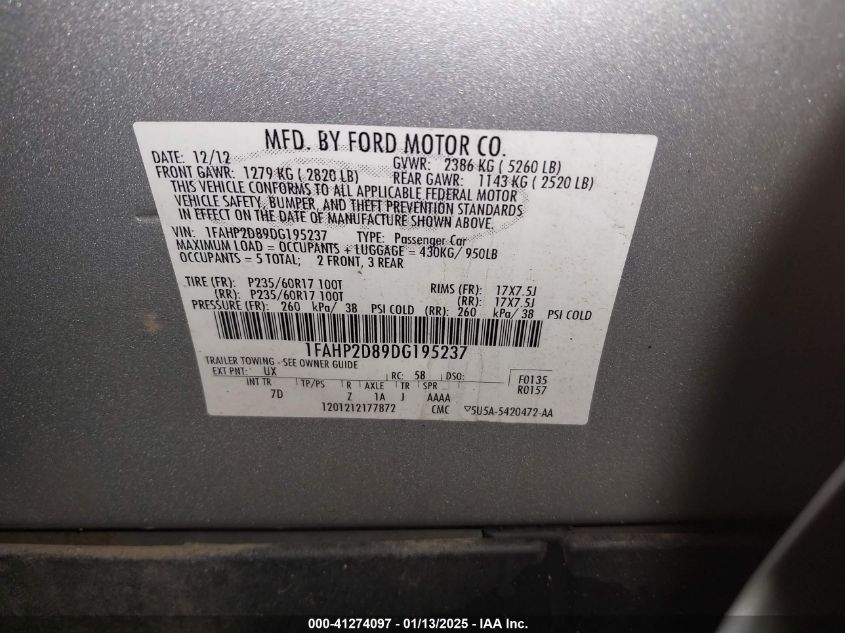 MFD. BY FORD MOTOR CO.
DATE: 12/12 GVWR: 2386 KG ( 5260 LB)
FRONT GAWR: 1279 KG ( 2820 LB) REAR GAWR: 1143 KG ( 2520 LB)
THIS VEHICLE CONFORMS TO ALL APPLICABLE FEDERAL MOTOR
VEHICLE SAFETY, BUMPER, AND THEFT PREVENTION STANDARDS
IN EFFECT ON THE DATE OF MANUFACTURE SHOWN ABOVE.
VIN: 1FAHP2D89DG195237 TYPE: Passenger Car
MAXIMUM LOAD = OCCUPANTS + LUGGAGE = 430KG/ 950LB
OCCUPANTS = 5 TOTAL; 2 FRONT, 3 REAR
TIRE (FR): P235/60R17 100T RIMS (FR): 17X7.5J
(RR): P235/60R17 100T (RR): 17X7.5J
PRESSURE (FR): 260 kPa/ 38 PSI COLD (RR): 260 kPa/ 38 PSI COLD
1FAHP2D89DG195237
TRAILER TOWING - SEE OWNER GUIDE
EXT PNT: UX RC: 58 DSO: F0135
INT TR TP/PS R AXLE TR SPR R0157
7D Z 1A J AAAA
1201212177872 CMC ▽5U5A-5420472-AA
000-41274097 - 01/13/2025 - IAA Inc.